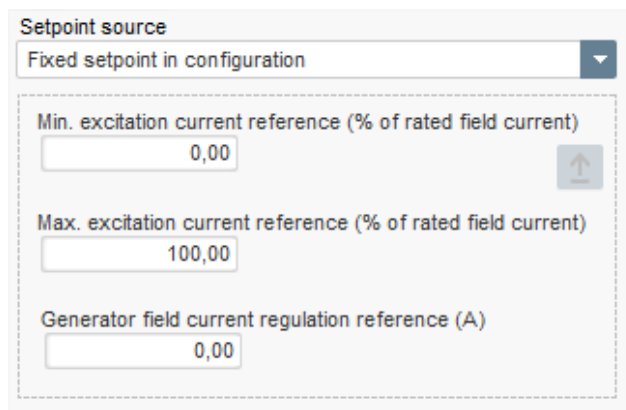 Setpoint source
Fixed setpoint in configuration
Min. excitation current reference (% of rated field current)
0,00
Max. excitation current reference (% of rated field current)
100,00
Generator field current regulation reference (A)
0,00